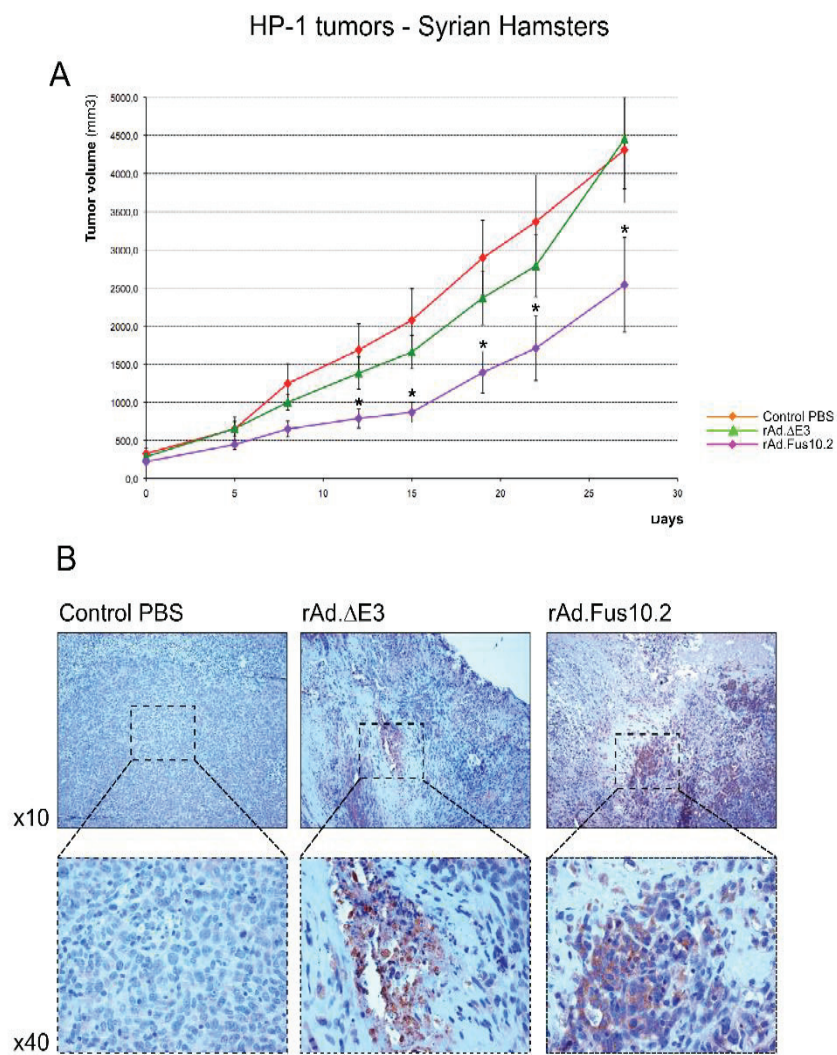 HP-1 tumors - Syrian Hamsters
A
Tumor volume (mm3)
5000,0
4500,0
4000,0
3500,0
3000,0
2500,0
2000,0
1500,0
1000,0
500,0
0,0
0 5 10 15 20 25 30
Days
* * * * * *
Control PBS
rAd.ΔE3
rAd.Fus10.2
B
Control PBS rAd.ΔE3 rAd.Fus10.2
x10
x40